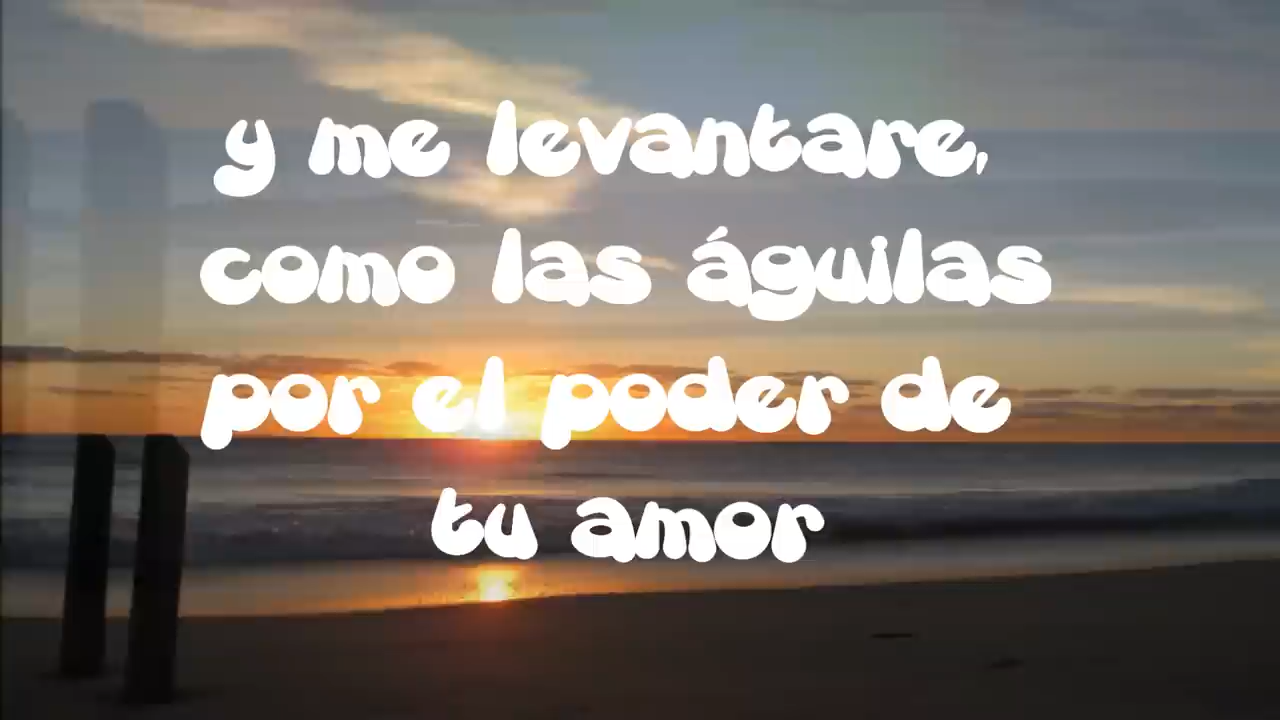 y me levantare,
como las águilas
por el poder de
tu amor